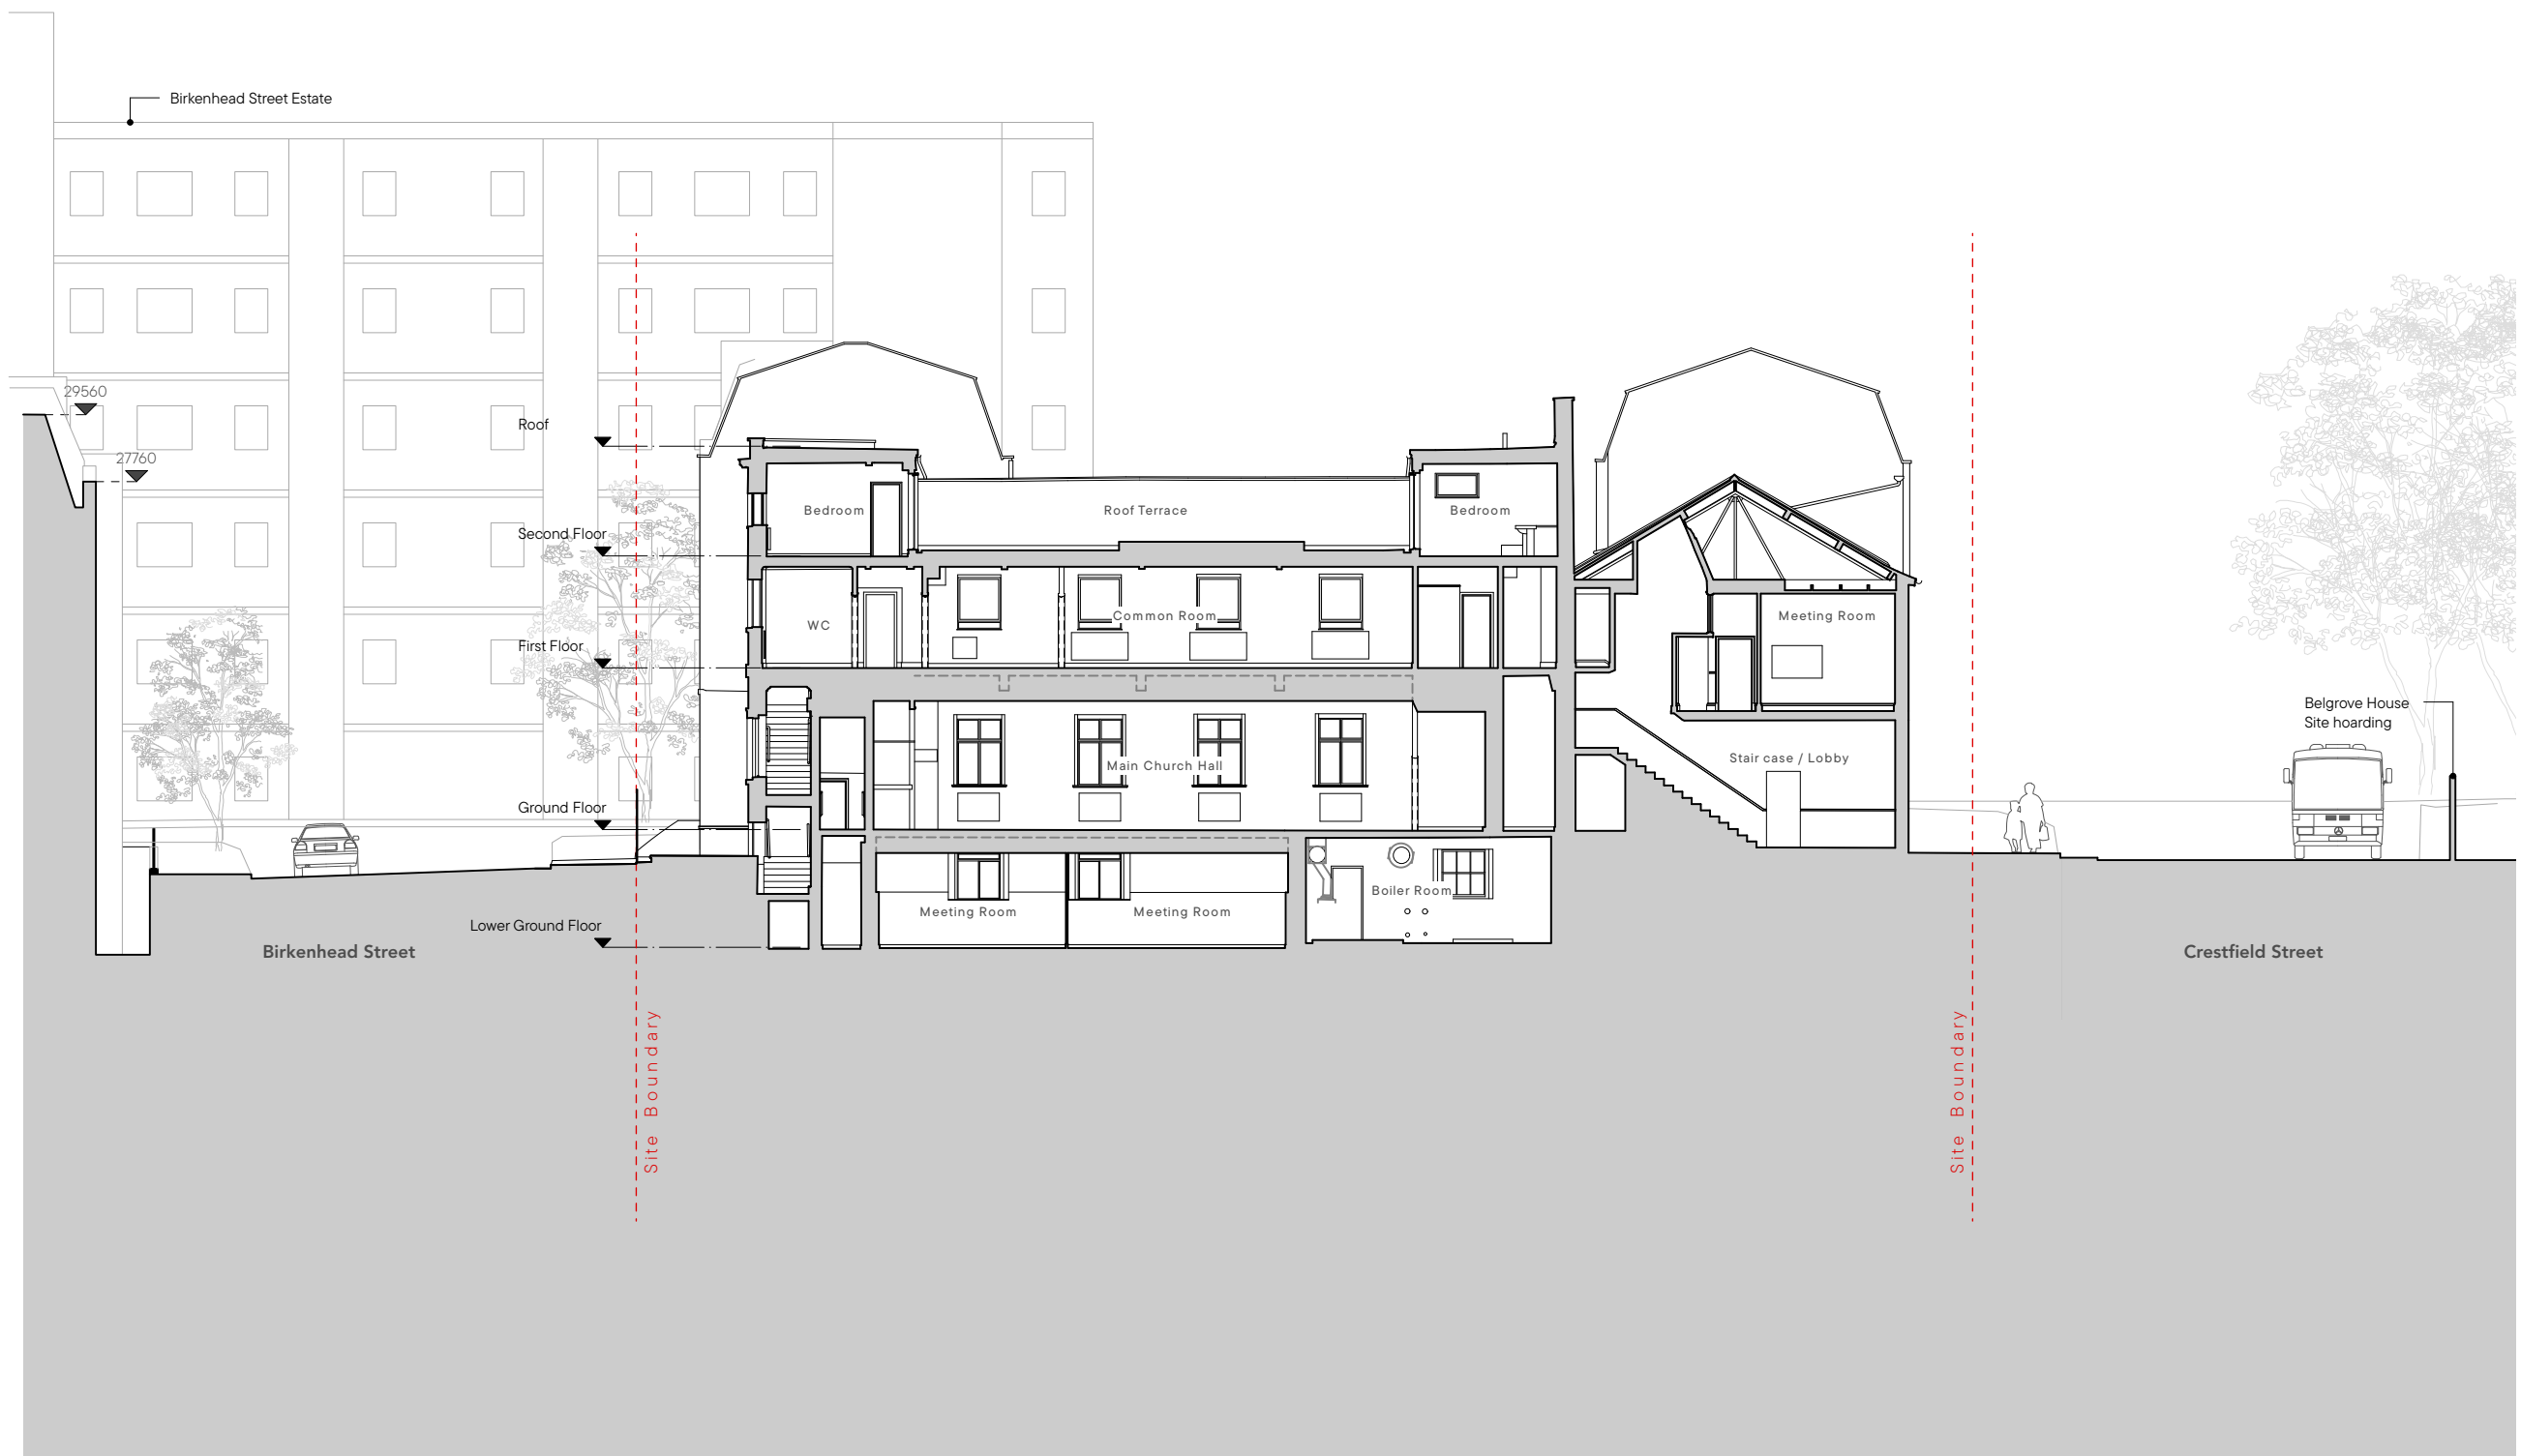 Birkenhead Street Estate
29560
27760
Roof
Bedroom
Roof Terrace
Bedroom
Second Floor
WC
Common Room
Meeting Room
First Floor
Belgrove House
Site hoarding
Main Church Hall
Stair case / Lobby
Ground Floor
Boiler Room
Meeting Room
Meeting Room
Lower Ground Floor
Birkenhead Street
Crestfield Street
Site Boundary
Site Boundary